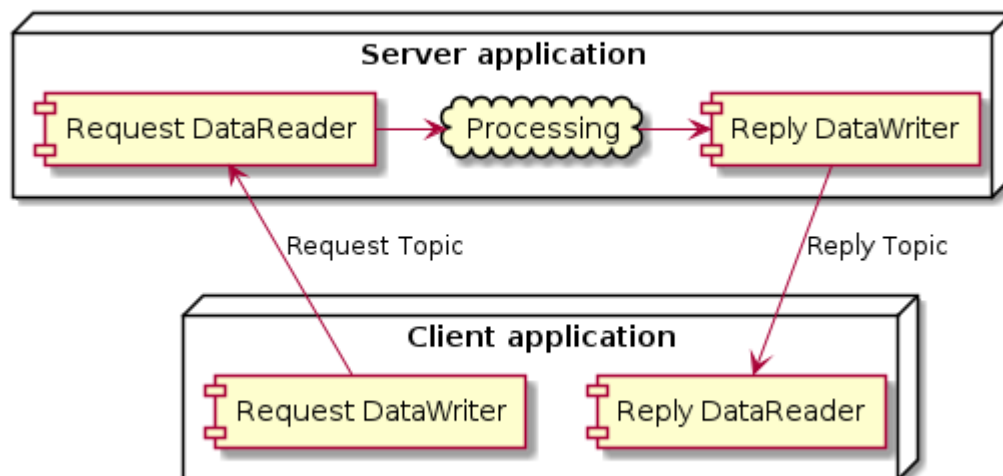 Server application
Request DataReader
Processing
Reply DataWriter
Request Topic
Reply Topic
Client application
Request DataWriter
Reply DataReader